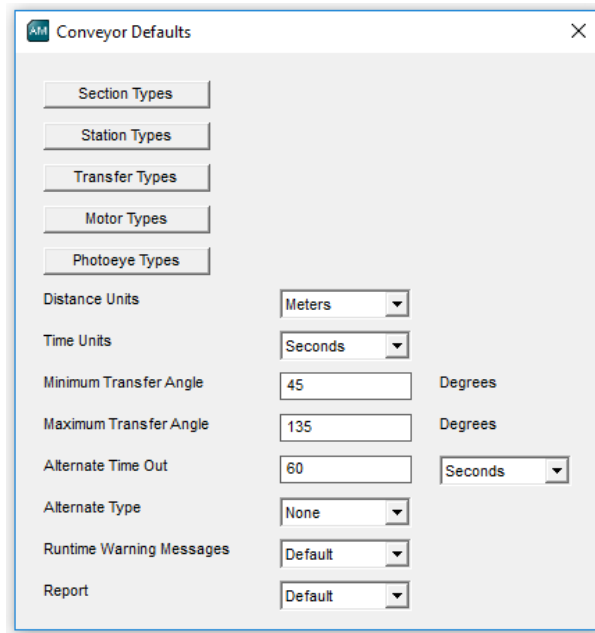 AM Conveyor Defaults
Section Types
Station Types
Transfer Types
Motor Types
Photoeye Types
Distance Units Meters
Time Units Seconds
Minimum Transfer Angle 45 Degrees
Maximum Transfer Angle 135 Degrees
Alternate Time Out 60 Seconds
Alternate Type None
Runtime Warning Messages Default
Report Default